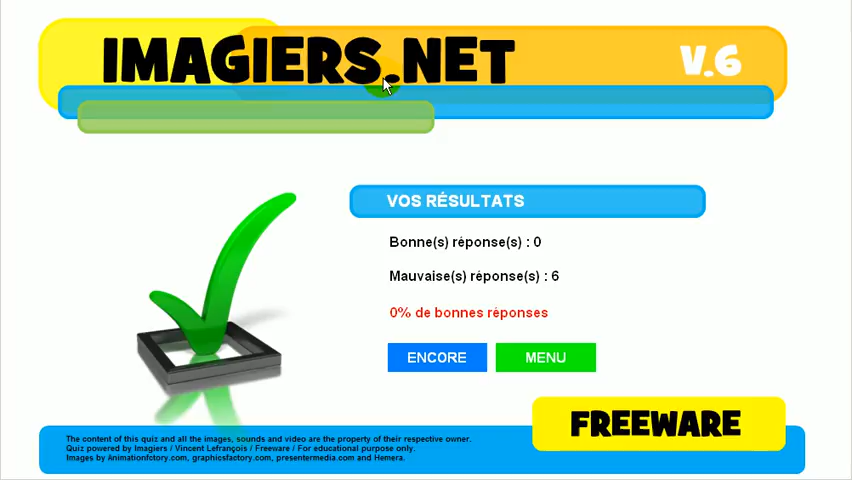 IMAGIERS.NET
V.6
VOS RÉSULTATS
Bonne(s) réponse(s) : 0
Mauvaise(s) réponse(s) : 6
0% de bonnes réponses
ENCORE
MENU
FREEWARE
The content of this quiz and all the images, sounds and video are the property of their respective owner.
Quiz powered by Imagiers / Vincent Lefrançois / Freeware / For educational purpose only.
Images by Animationfctory.com, graphicsfactory.com, presentermedia.com and Hemera.